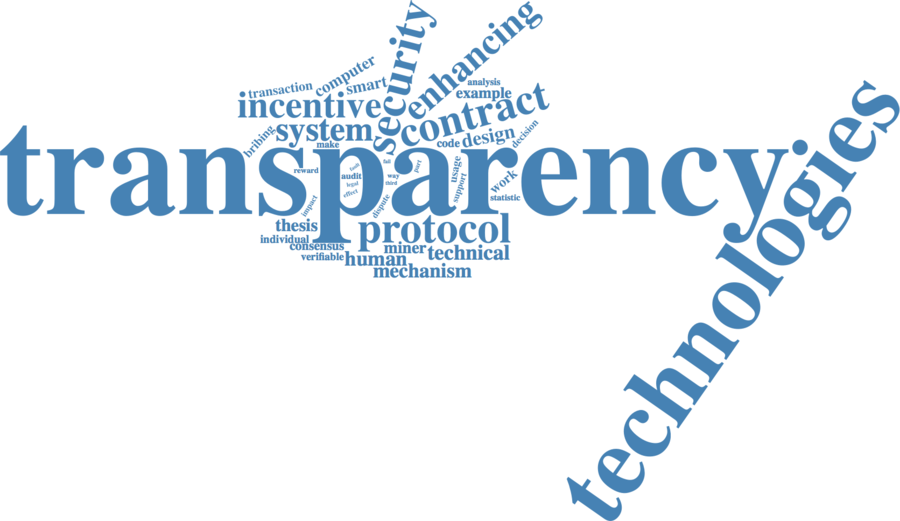 security
enhancing
computer
transaction
smart
analysis
example
incentive
contract
system
bribing
make
code
design
decision
transparency
technologies
reward
task
fail
part
audit
way
legal
third
effect
usage
support
work
statistic
impact
dispute
thesis
protocol
individual
consensus
miner
technical
verifiable
human
mechanism